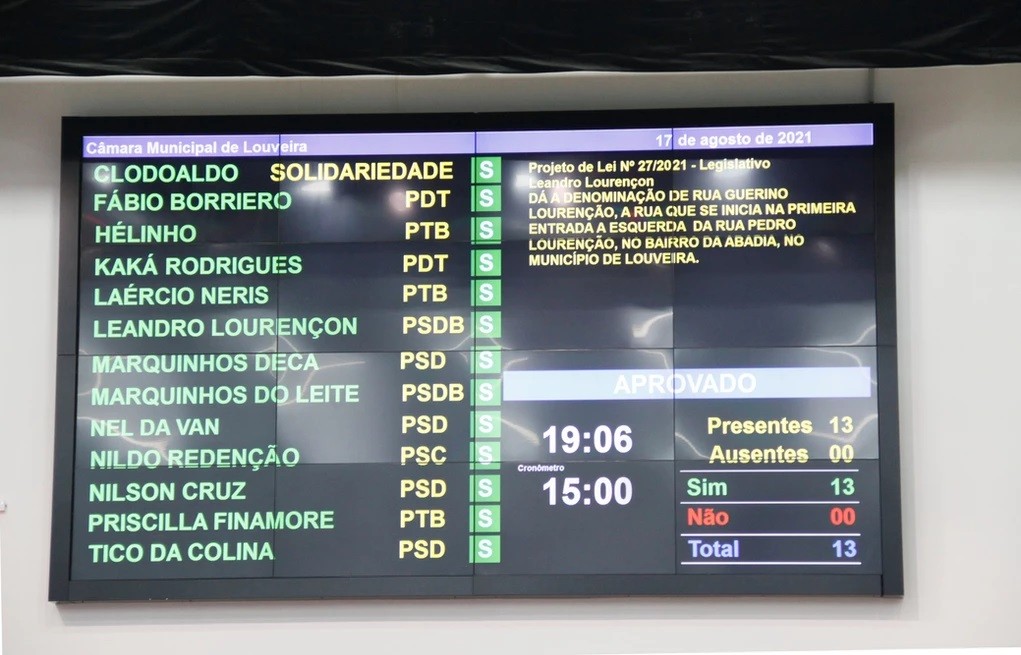 Câmara Municipal de Louveira 17 de agosto de 2021
CLODOALDO SOLIDARIEDADE S
FÁBIO BORRIERO PDT S
HÉLINHO PTB S
KAKÁ RODRIGUES PDT S
LAÉRCIO NERIS PTB S
LEANDRO LOURENÇON PSDB S
MARQUINHOS DECA PSD S
MARQUINHOS DO LEITE PSDB S
NEL DA VAN PSD S
NILDO REDENÇÃO PSC S
NILSON CRUZ PSD S
PRISCILLA FINAMORE PTB S
TICO DA COLINA PSD S
Projeto de Lei Nº 27/2021 - Legislativo
Leandro Lourençon
DÁ A DENOMINAÇÃO DE RUA GUERINO
LOURENÇÃO, A RUA QUE SE INICIA NA PRIMEIRA
ENTRADA A ESQUERDA DA RUA PEDRO
LOURENÇÃO, NO BAIRRO DA ABADIA, NO
MUNICÍPIO DE LOUVEIRA.
APROVADO
19:06
Cronômetro
15:00
Presentes 13
Ausentes 00
Sim 13
Não 00
Total 13